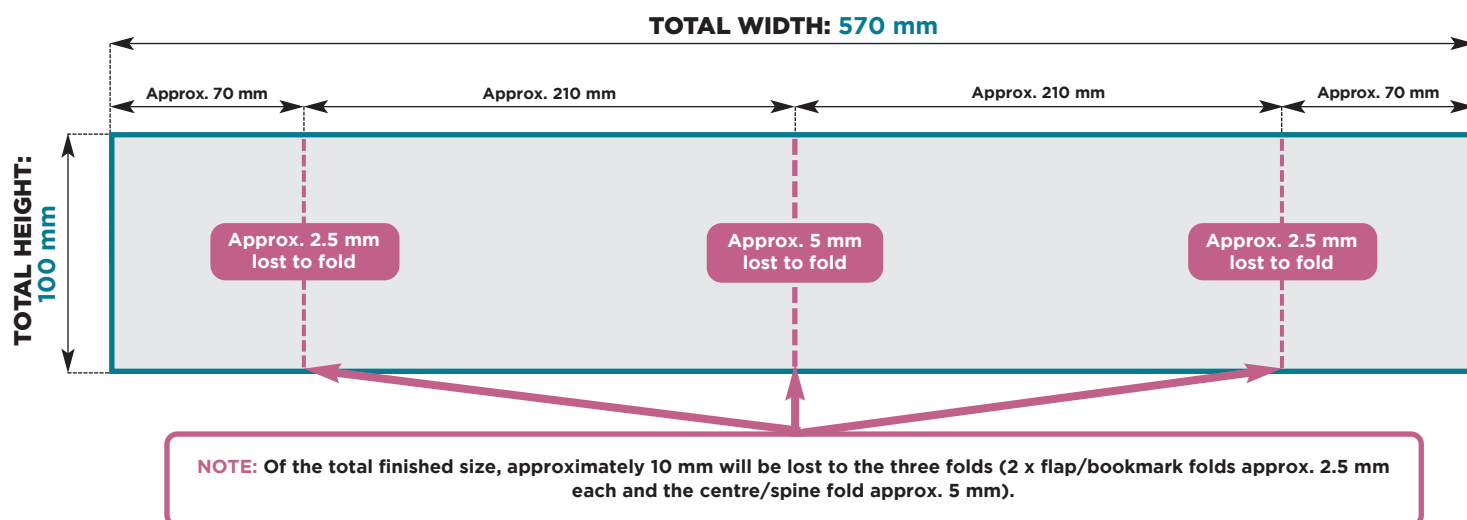 TOTAL WIDTH: 570 mm
Approx. 70 mm
Approx. 210 mm
Approx. 210 mm
Approx. 70 mm
TOTAL HEIGHT:
100 mm
Approx. 2.5 mm
lost to fold
Approx. 5 mm
lost to fold
Approx. 2.5 mm
lost to fold
NOTE: Of the total finished size, approximately 10 mm will be lost to the three folds (2 x flap/bookmark folds approx. 2.5 mm
each and the centre/spine fold approx. 5 mm).